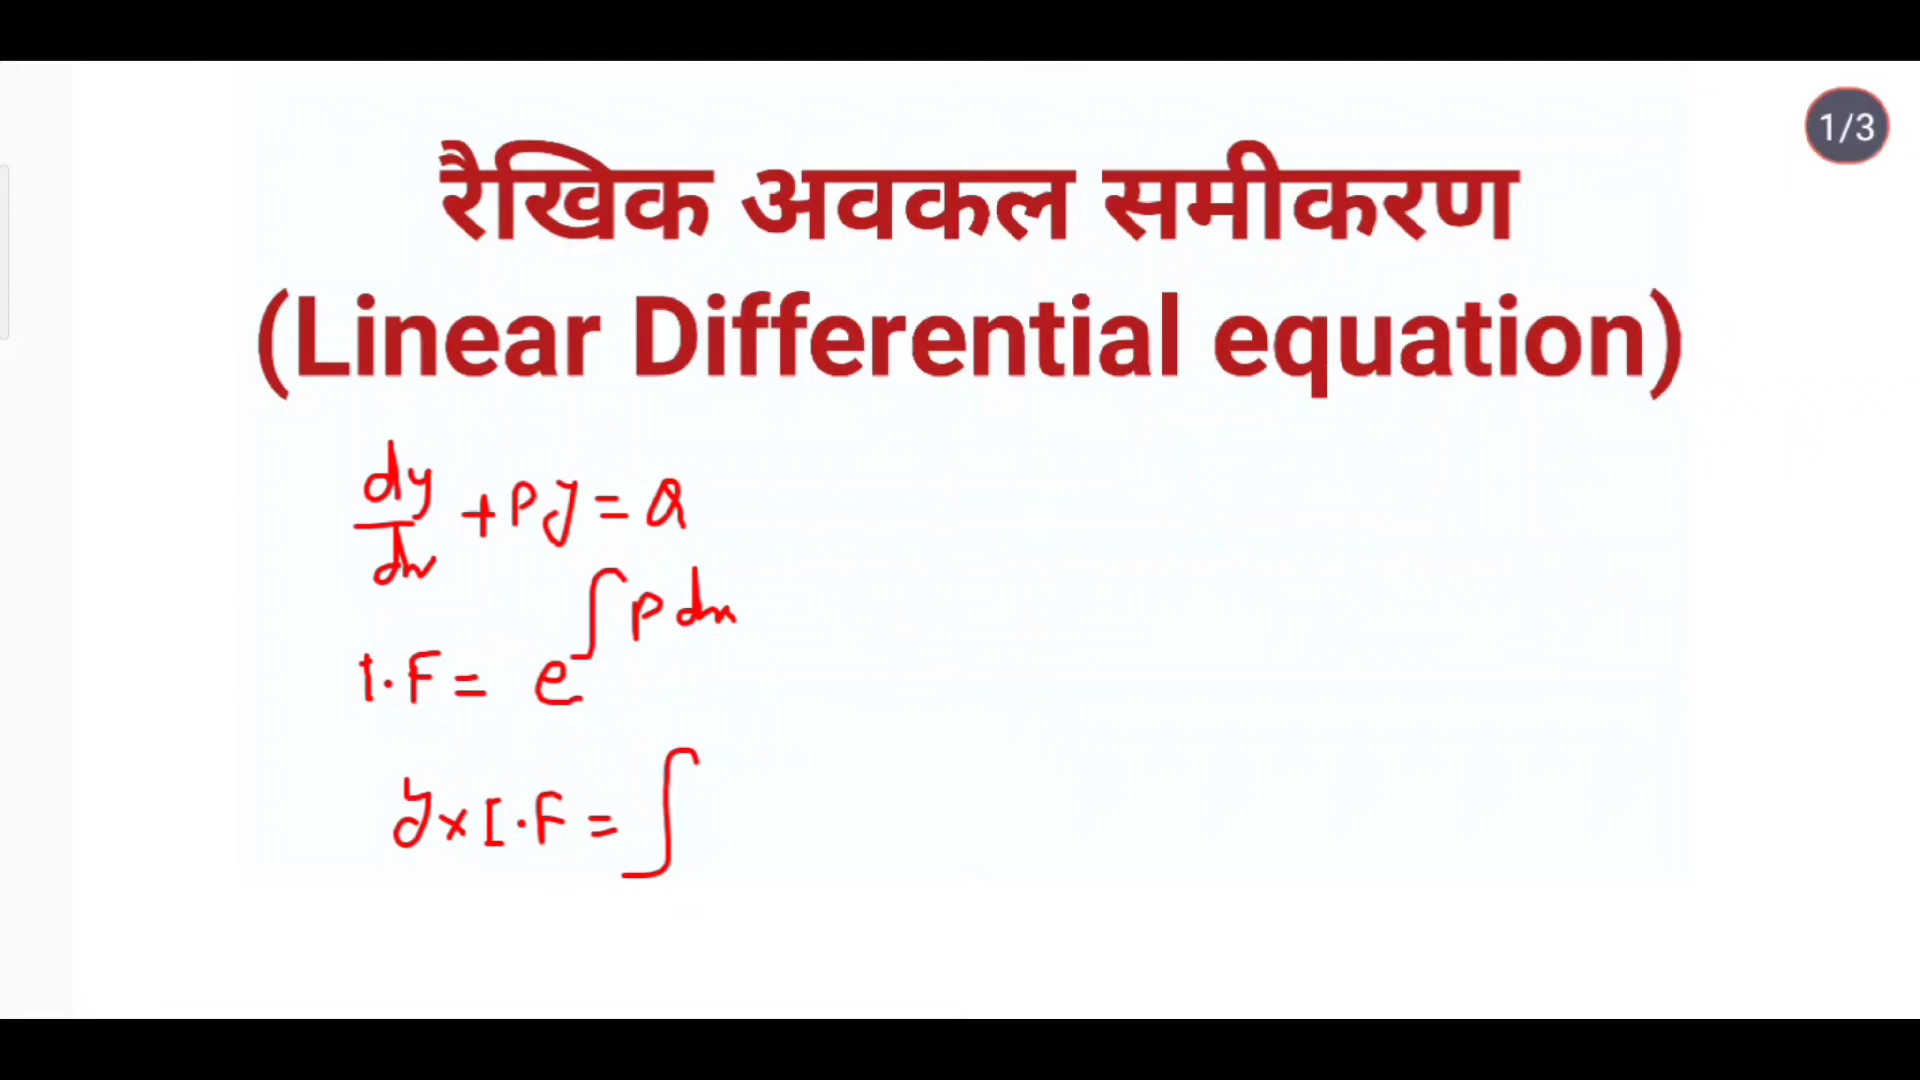 1/3
रैखिक अवकल समीकरण
(Linear Differential equation)
dy/dx + Py = Q
I.F = e^∫P dx
y × I.F = ∫